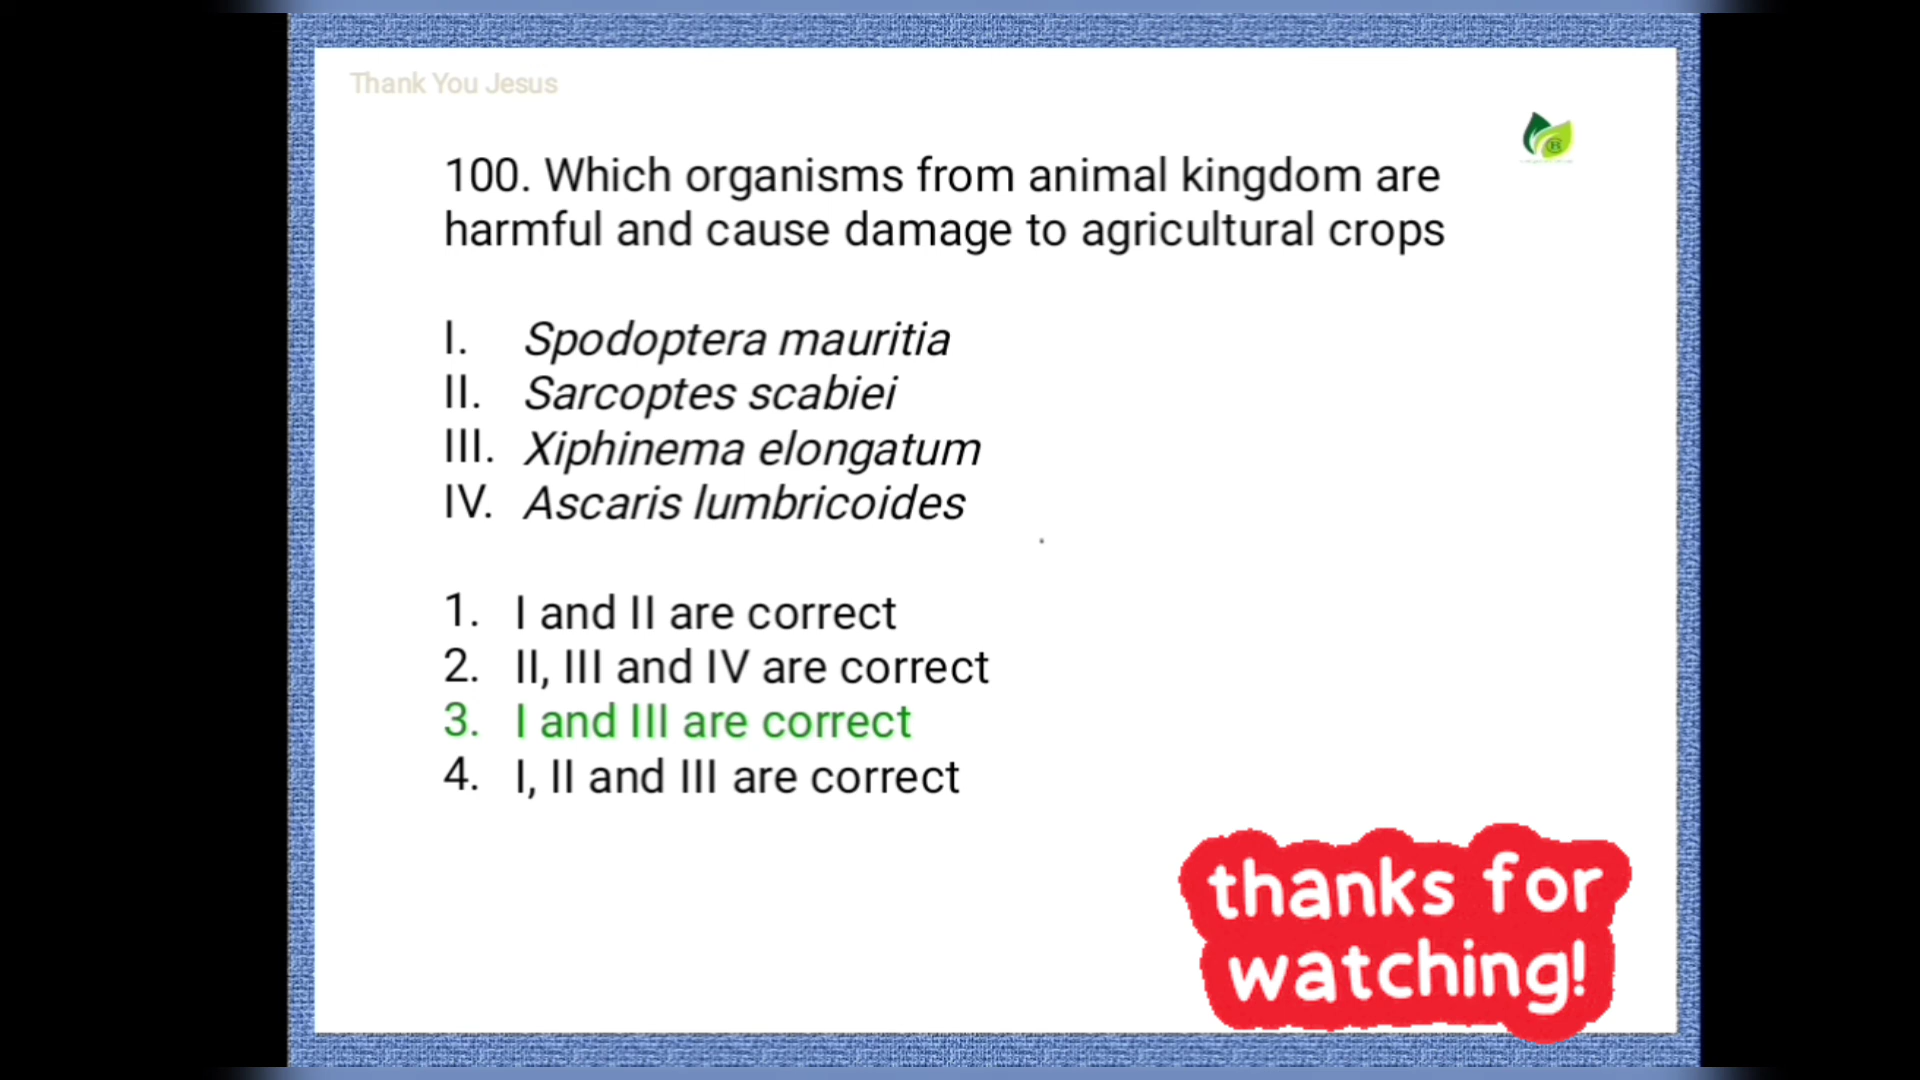 Thank You Jesus
100. Which organisms from animal kingdom are
harmful and cause damage to agricultural crops
I. Spodoptera mauritia
II. Sarcoptes scabiei
III. Xiphinema elongatum
IV. Ascaris lumbricoides
1. I and II are correct
2. II, III and IV are correct
3. I and III are correct
4. I, II and III are correct
thanks for
watching!